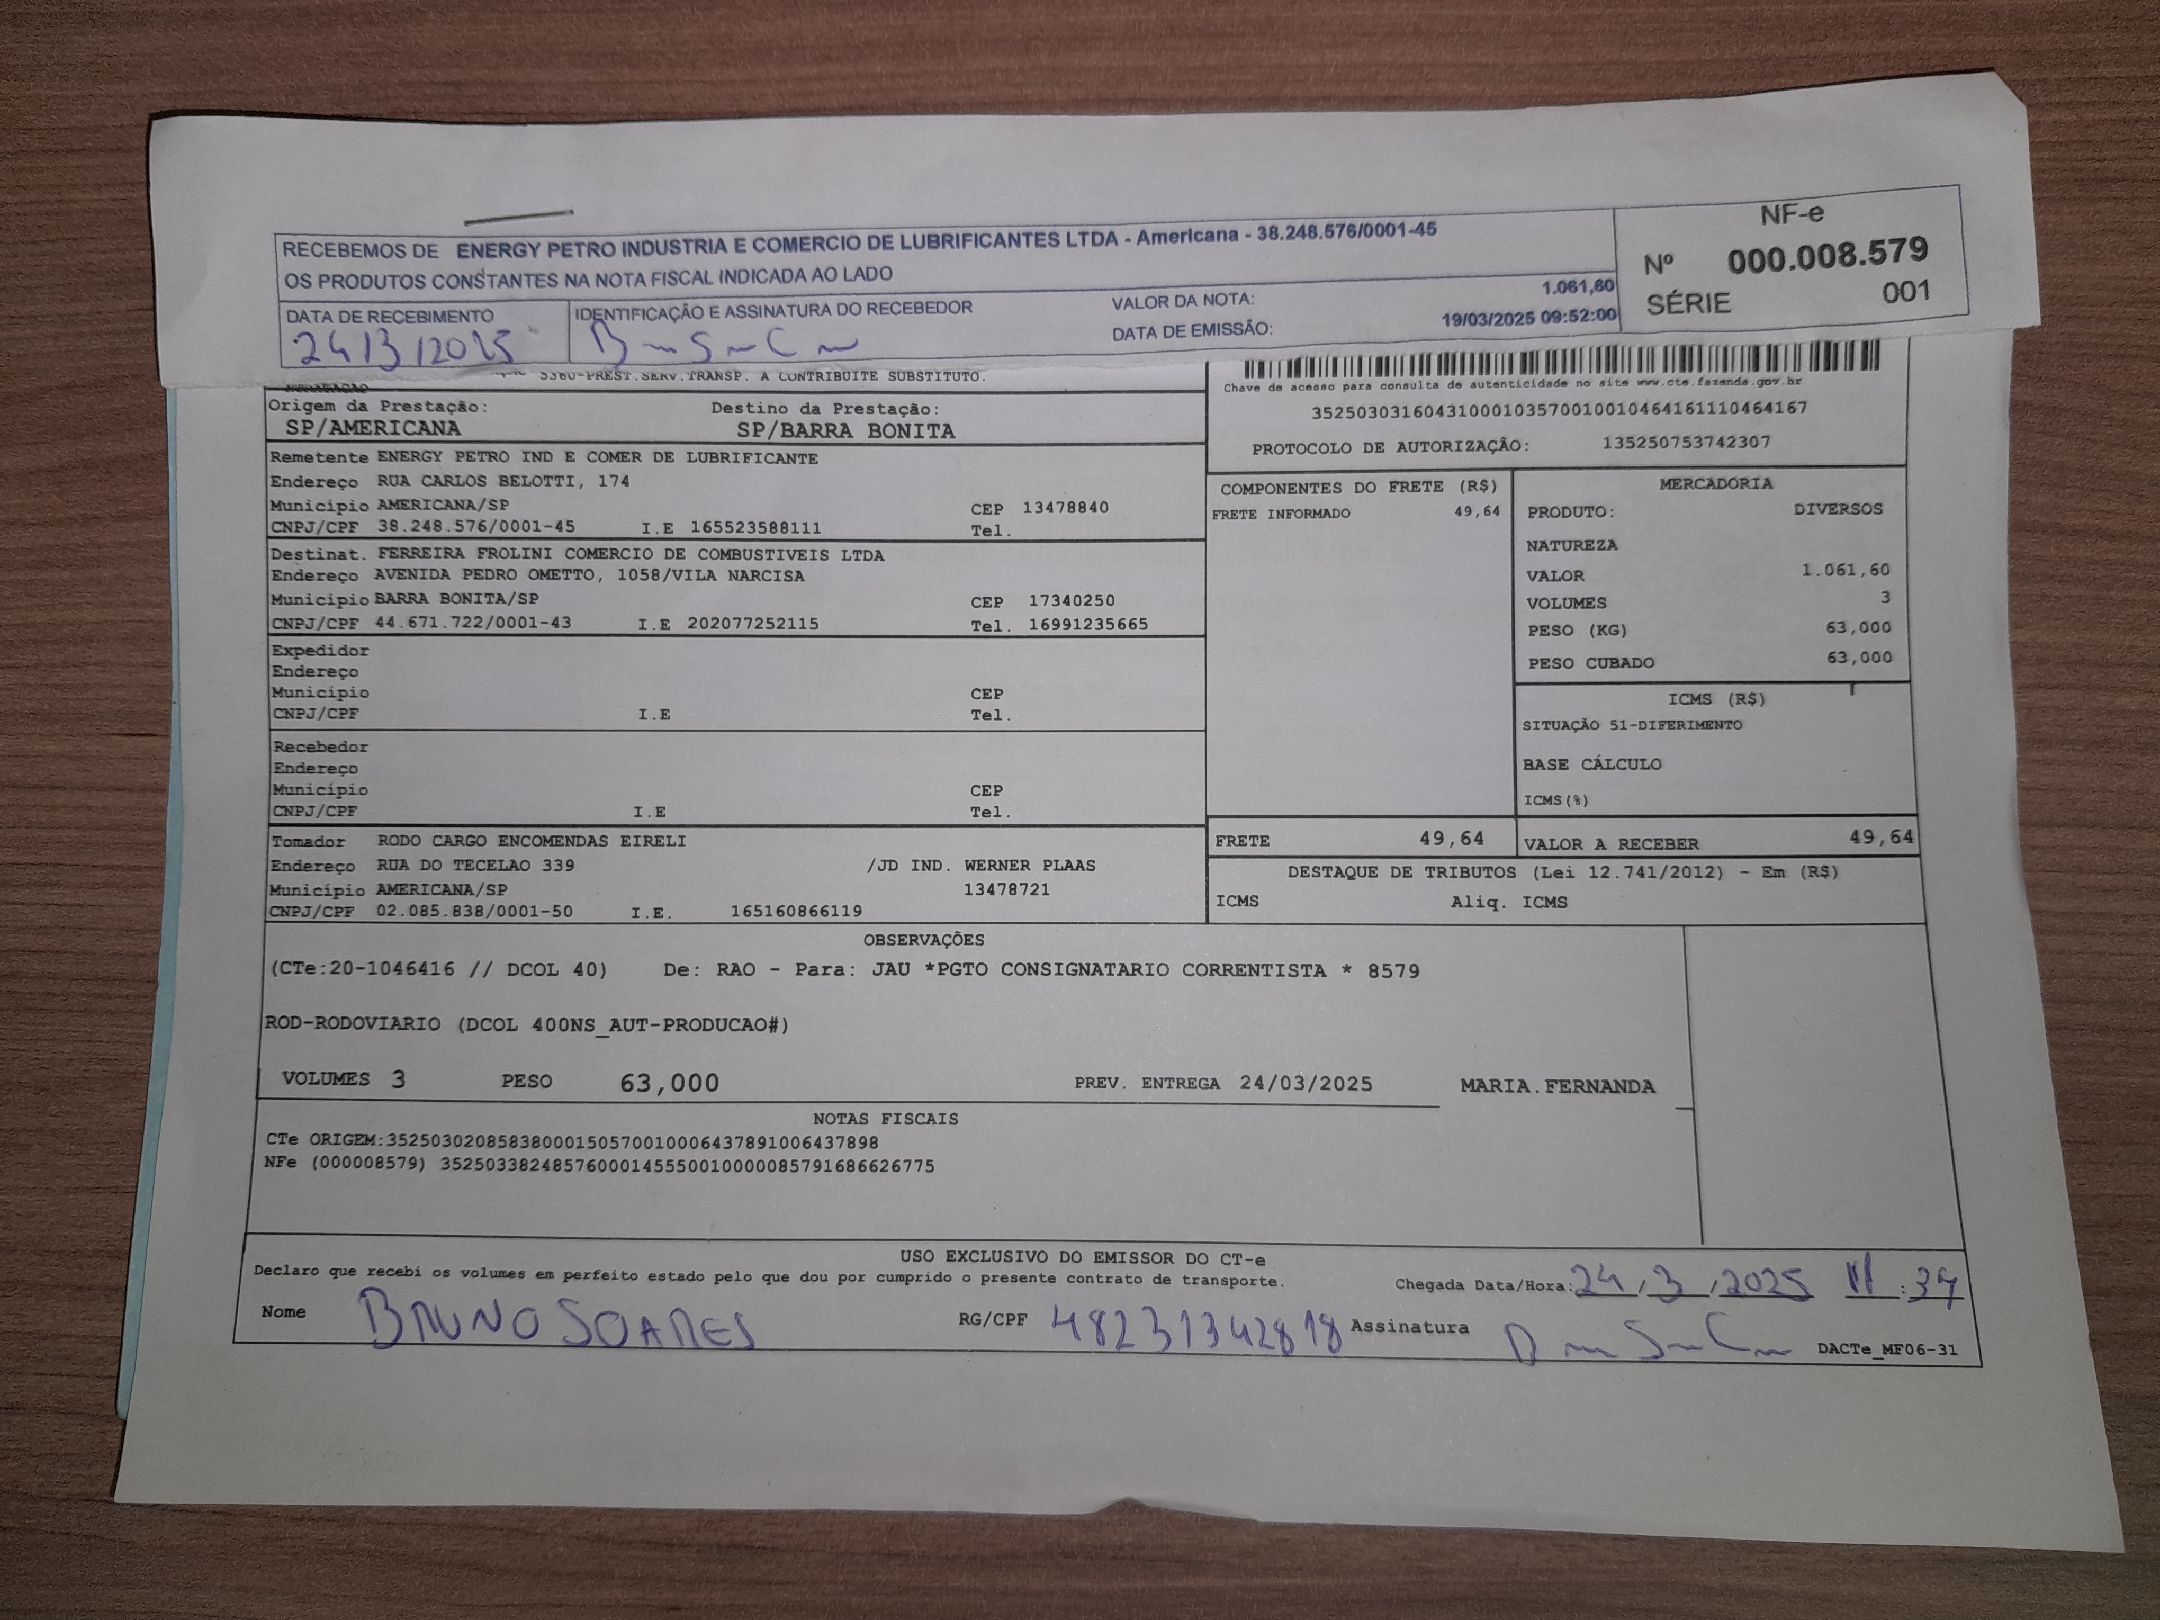 RECEBEMOS DE ENERGY PETRO INDUSTRIA E COMERCIO DE LUBRIFICANTES LTDA - Americana - 38.248.576/0001-45
OS PRODUTOS CONSTANTES NA NOTA FISCAL INDICADA AO LADO
NF-e
Nº 000.008.579
SÉRIE 001
DATA DE RECEBIMENTO
24/3/2025
IDENTIFICAÇÃO E ASSINATURA DO RECEBEDOR
VALOR DA NOTA: 1.061,60
DATA DE EMISSÃO: 19/03/2025 09:52:00
5360-PREST.SERV.TRANSP. A CONTRIBUITE SUBSTITUTO.
Chave de acesso para consulta de autenticidade no site www.cte.fazenda.gov.br
35250303160431000103570010010464161110464167
PROTOCOLO DE AUTORIZAÇÃO: 135250753742307
Origem da Prestação: Destino da Prestação:
SP/AMERICANA SP/BARRA BONITA
Remetente ENERGY PETRO IND E COMER DE LUBRIFICANTE
Endereço RUA CARLOS BELOTTI, 174
Município AMERICANA/SP CEP 13478840
CNPJ/CPF 38.248.576/0001-45 I.E 165523588111 Tel.
Destinat. FERREIRA FROLINI COMERCIO DE COMBUSTIVEIS LTDA
Endereço AVENIDA PEDRO OMETTO, 1058/VILA NARCISA
Município BARRA BONITA/SP CEP 17340250
CNPJ/CPF 44.671.722/0001-43 I.E 202077252115 Tel. 16991235665
Expedidor
Endereço
Município CEP
CNPJ/CPF I.E Tel.
Recebedor
Endereço
Município CEP
CNPJ/CPF I.E Tel.
Tomador RODO CARGO ENCOMENDAS EIRELI
Endereço RUA DO TECELAO 339 /JD IND. WERNER PLAAS
Município AMERICANA/SP 13478721
CNPJ/CPF 02.085.838/0001-50 I.E. 165160866119
COMPONENTES DO FRETE (R$)
FRETE INFORMADO 49,64
MERCADORIA
PRODUTO: DIVERSOS
NATUREZA
VALOR 1.061,60
VOLUMES 3
PESO (KG) 63,000
PESO CUBADO 63,000
ICMS (R$)
SITUAÇÃO 51-DIFERIMENTO
BASE CÁLCULO
ICMS(%)
FRETE 49,64
VALOR A RECEBER 49,64
DESTAQUE DE TRIBUTOS (Lei 12.741/2012) - Em (R$)
ICMS Aliq. ICMS
OBSERVAÇÕES
(CTe:20-1046416 // DCOL 40) De: RAO - Para: JAU *PGTO CONSIGNATARIO CORRENTISTA * 8579
ROD-RODOVIARIO (DCOL 400NS_AUT-PRODUCAO#)
VOLUMES 3 PESO 63,000 PREV. ENTREGA 24/03/2025 MARIA.FERNANDA
NOTAS FISCAIS
CTe ORIGEM:35250302085838000150570010006437891006437898
NFe (000008579) 35250338248576000145550010000085791686626775
USO EXCLUSIVO DO EMISSOR DO CT-e
Declaro que recebi os volumes em perfeito estado pelo que dou por cumprido o presente contrato de transporte.
Chegada Data/Hora: 24/3/2025 11:39
Nome BRUNO SOARES RG/CPF 48231342818 Assinatura
DACTe_MF06-31